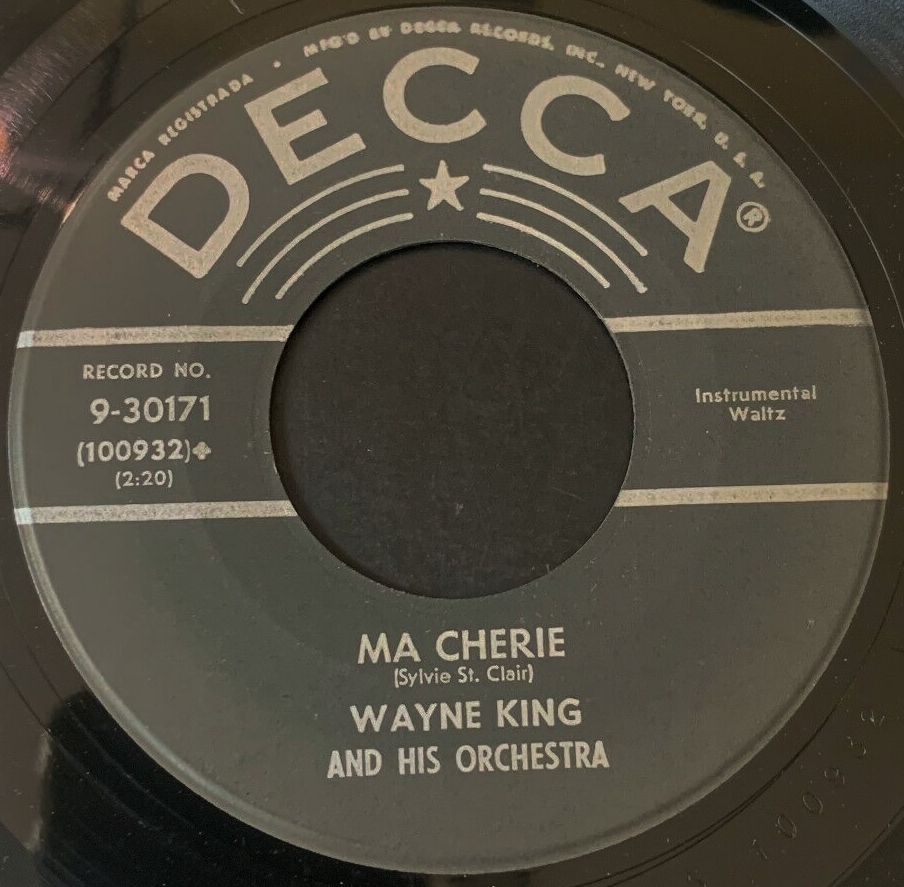 MARCA REGISTRADA • MFG'D BY DECCA RECORDS, INC., NEW YORK, U. S. A.
DECCA®
RECORD NO.
9-30171
(100932)✤
(2:20)
Instrumental
Waltz
MA CHERIE
(Sylvie St. Clair)
WAYNE KING
AND HIS ORCHESTRA